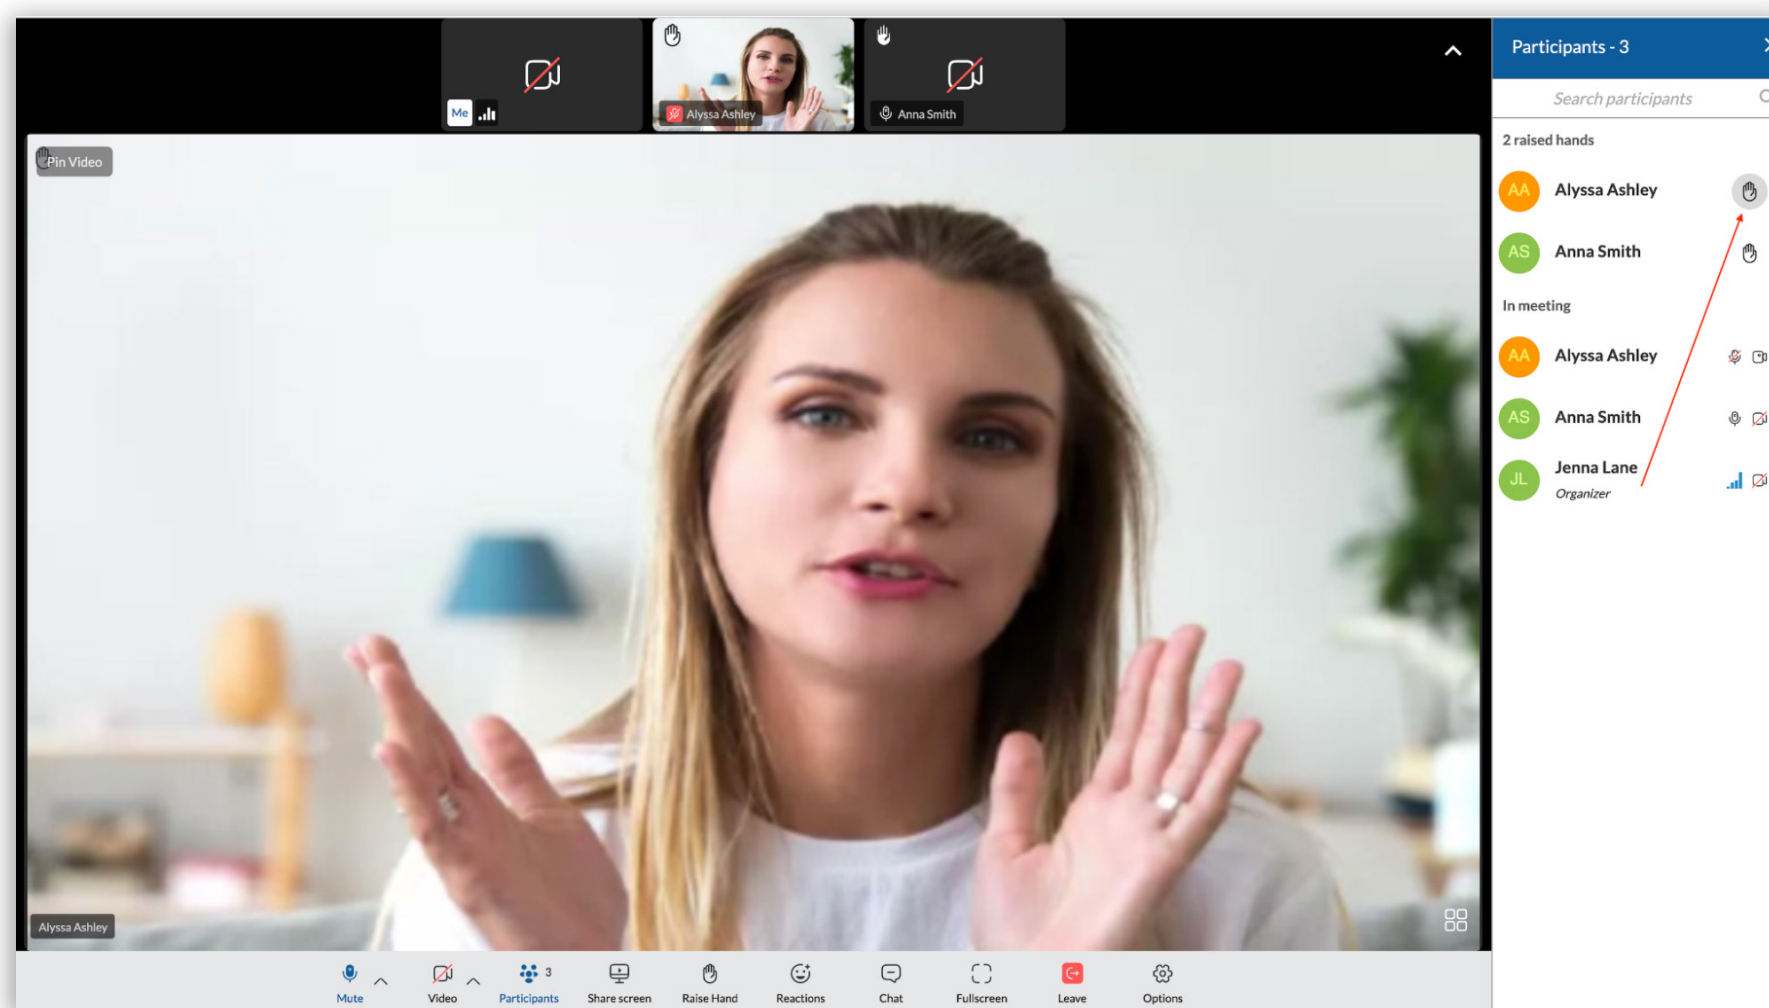 Me
Alyssa Ashley
Anna Smith
Pin Video
Alyssa Ashley
Participants - 3
Search participants
2 raised hands
AA Alyssa Ashley
AS Anna Smith
In meeting
AA Alyssa Ashley
AS Anna Smith
JL Jenna Lane
Organizer
3
Mute Video Participants Share screen Raise Hand Reactions Chat Fullscreen Leave Options